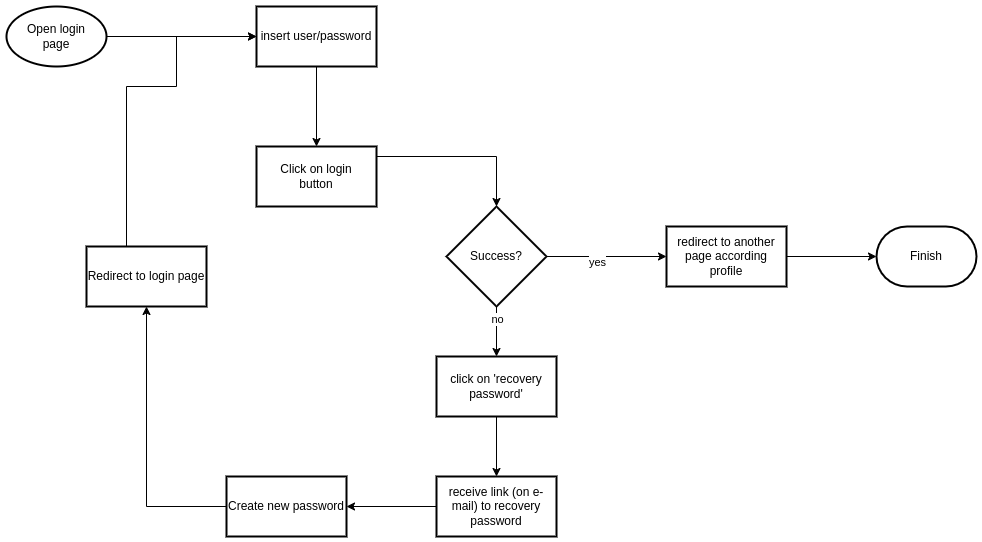 Open login
page
insert user/password
Click on login
button
Success?
yes
redirect to another
page according
profile
Finish
no
Redirect to login page
click on 'recovery
password'
receive link (on e-
mail) to recovery
password
Create new password